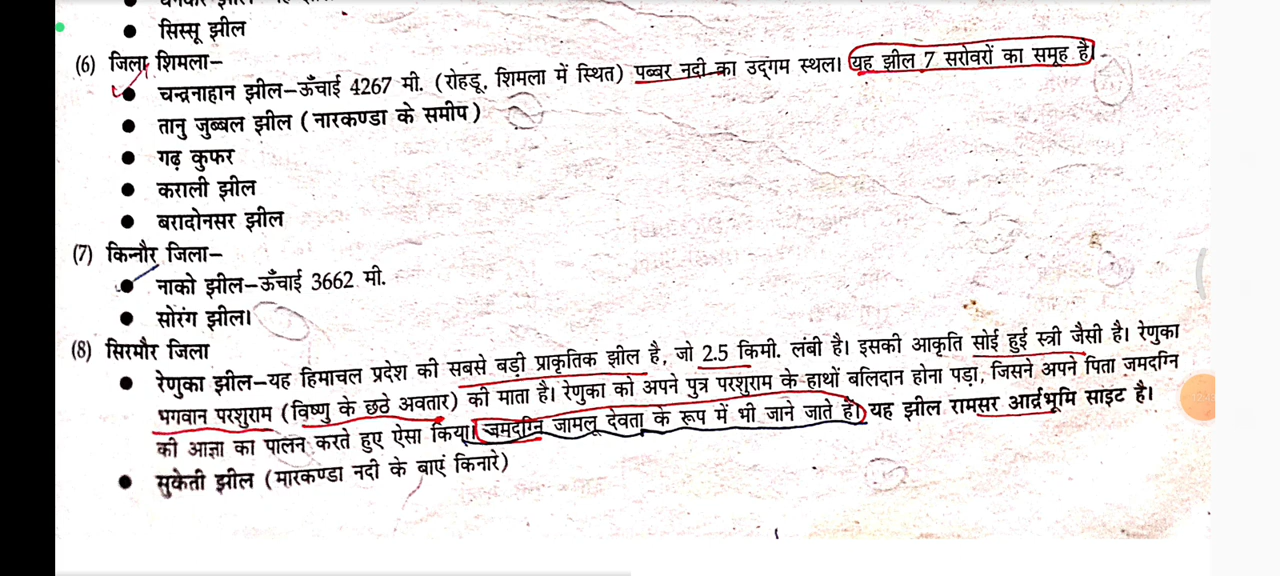 ● सिस्सू झील
(6) जिला शिमला–
● चन्द्रनाहान झील–ऊँचाई 4267 मी. (रोहडू, शिमला में स्थित) पब्बर नदी का उद्गम स्थल। यह झील 7 सरोवरों का समूह है।
● तानु जुब्बल झील (नारकण्डा के समीप)
● गढ़ कुफर
● कराली झील
● बरादोनसर झील
(7) किन्नौर जिला–
● नाको झील–ऊँचाई 3662 मी.
● सोरंग झील।
(8) सिरमौर जिला
● रेणुका झील–यह हिमाचल प्रदेश की सबसे बड़ी प्राकृतिक झील है, जो 2.5 किमी. लंबी है। इसकी आकृति सोई हुई स्त्री जैसी है। रेणुका
भगवान परशुराम (विष्णु के छठे अवतार) की माता है। रेणुका को अपने पुत्र परशुराम के हाथों बलिदान होना पड़ा, जिसने अपने पिता जमदग्नि
की आज्ञा का पालन करते हुए ऐसा किया। जमदग्नि जामलू देवता के रूप में भी जाने जाते हैं। यह झील रामसर आर्द्रभूमि साइट है।
● सुकेती झील (मारकण्डा नदी के बाएं किनारे)